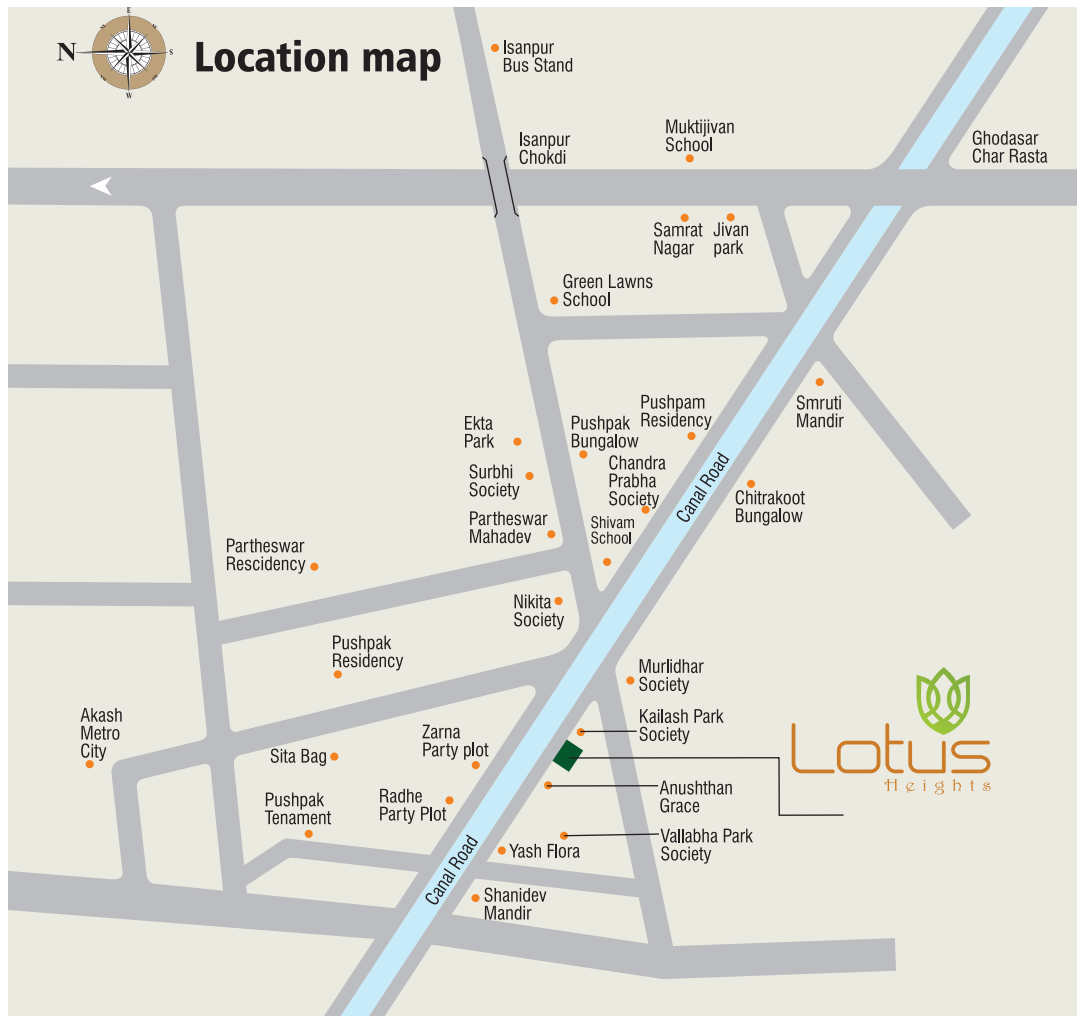 E
N
S
W
Location map
Isanpur
Bus Stand
Isanpur
Chokdi
Muktijivan
School
Ghodasar
Char Rasta
Samrat
Nagar
Jivan
park
Green Lawns
School
Smruti
Mandir
Pushpam
Residency
Ekta
Park
Pushpak
Bungalow
Surbhi
Society
Chandra
Prabha
Society
Canal Road
Chitrakoot
Bungalow
Partheswar
Mahadev
Shivam
School
Partheswar
Rescidency
Nikita
Society
Pushpak
Residency
Murlidhar
Society
Akash
Metro
City
Kailash Park
Society
Zarna
Party plot
Sita Bag
Lotus
Heights
Anushthan
Grace
Pushpak
Tenament
Radhe
Party Plot
Vallabha Park
Society
Yash Flora
Canal Road
Shanidev
Mandir